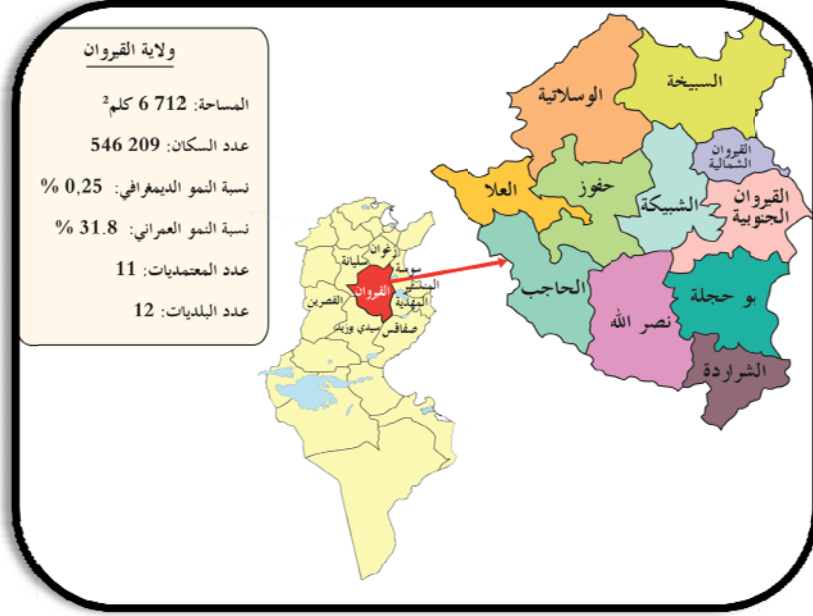 ولاية القيروان
المساحة: 712 6 كلم²
عدد السكان: 209 546
نسبة النمو الديمغرافي: 0,25 %
نسبة النمو العمراني: 31.8 %
عدد المعتمديات: 11
عدد البلديات: 12
السبيخة
الوسلاتية
القيروان
الشمالية
حفوز
العلا
القيروان
الجنوبية
الشبيكة
الحاجب
بو حجلة
نصر الله
الشراردة
زغوان
سليانة
سوسة
المنستير
القيروان
القصرين
المهدية
صفاقس
سيدي بوزيد